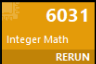 6031
Integer Math
RERUN